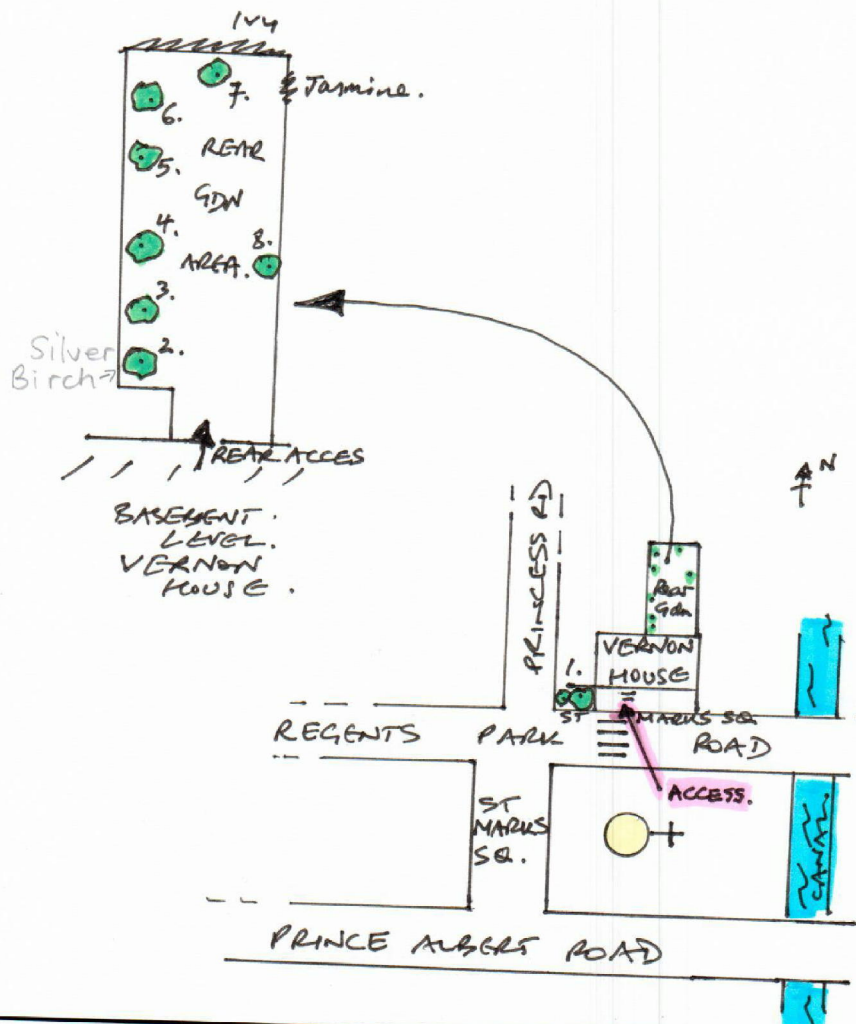 Ivy
Jasmine.
7.
6.
5.
REAR
GDN
AREA.
4.
8.
3.
2.
Silver
Birch→
REAR ACCES
BASEMENT
LEVEL.
VERNON
HOUSE.
N
PRINCESS RD
Rear
Gdn
VERNON
HOUSE
1.
ST MARKS SQ.
REGENTS PARK ROAD
ACCESS.
ST
MARKS
SQ.
CANAL
PRINCE ALBERT ROAD